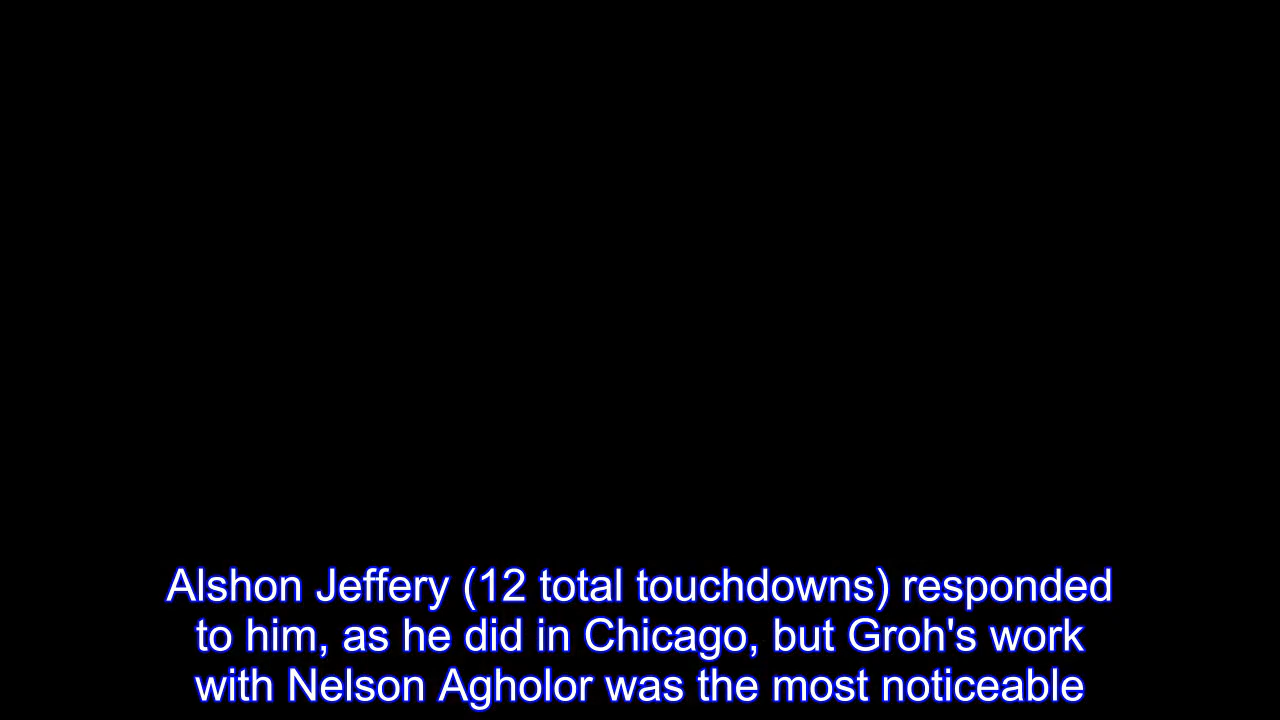 Alshon Jeffery (12 total touchdowns) responded
to him, as he did in Chicago, but Groh's work
with Nelson Agholor was the most noticeable